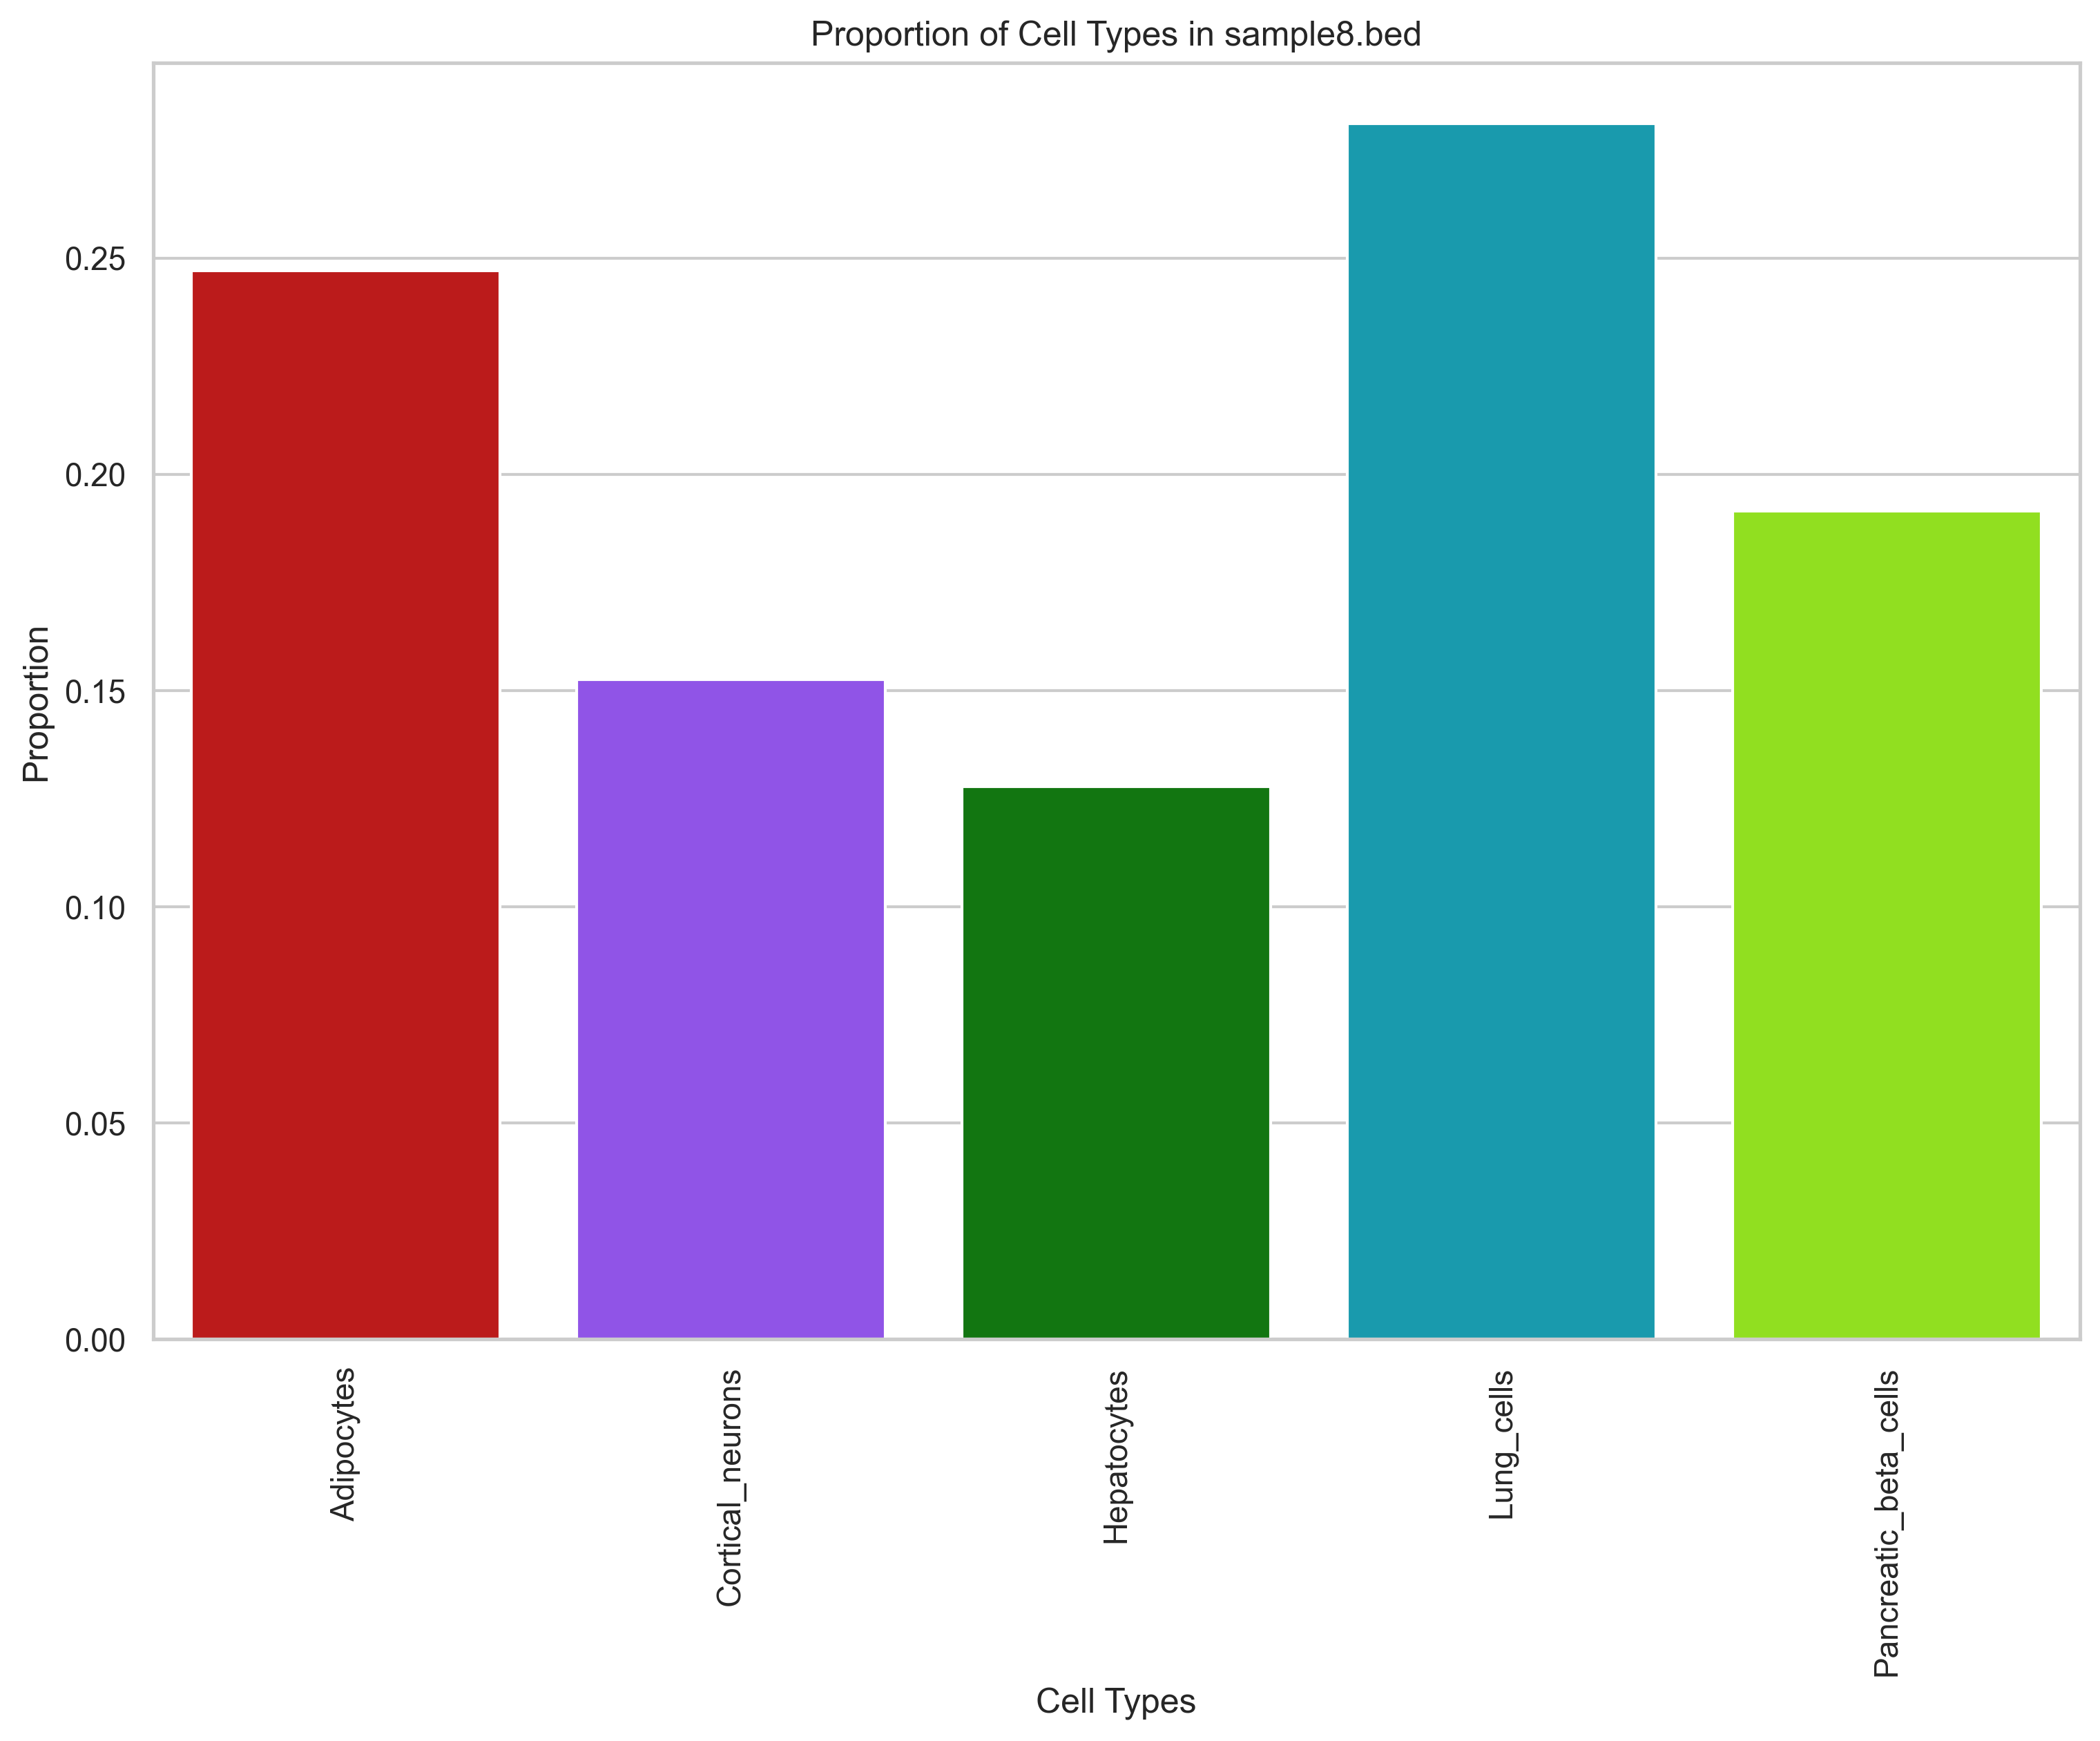 Proportion of Cell Types in sample8.bed
Proportion
0.25
0.20
0.15
0.10
0.05
0.00
Adipocytes
Cortical_neurons
Hepatocytes
Lung_cells
Pancreatic_beta_cells
Cell Types